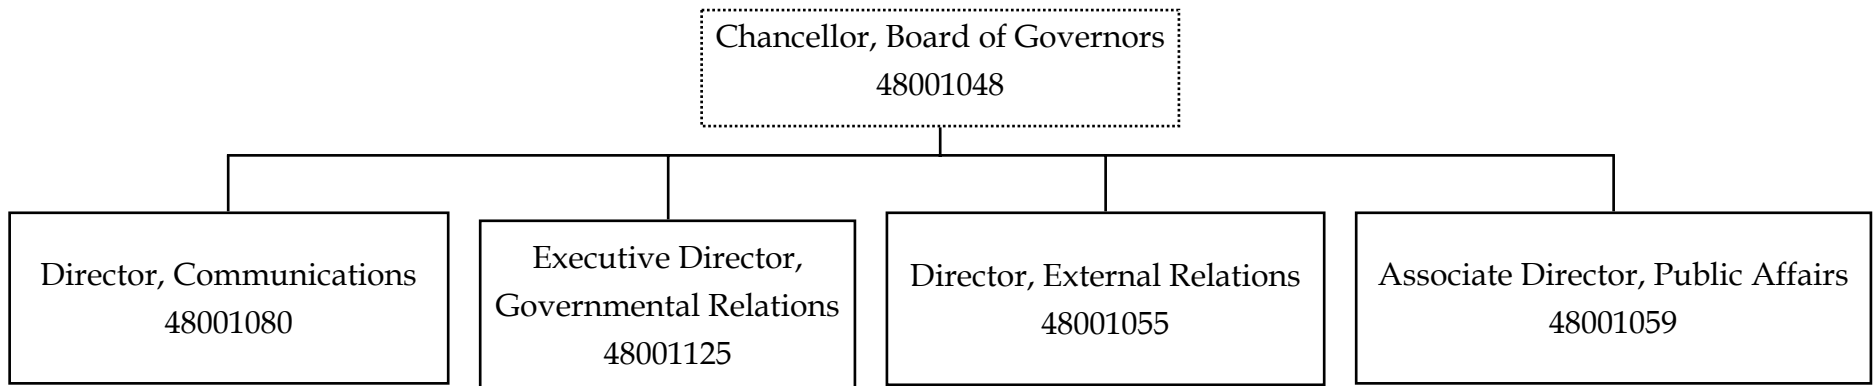 Chancellor, Board of Governors
48001048
Director, Communications
48001080
Executive Director,
Governmental Relations
48001125
Director, External Relations
48001055
Associate Director, Public Affairs
48001059